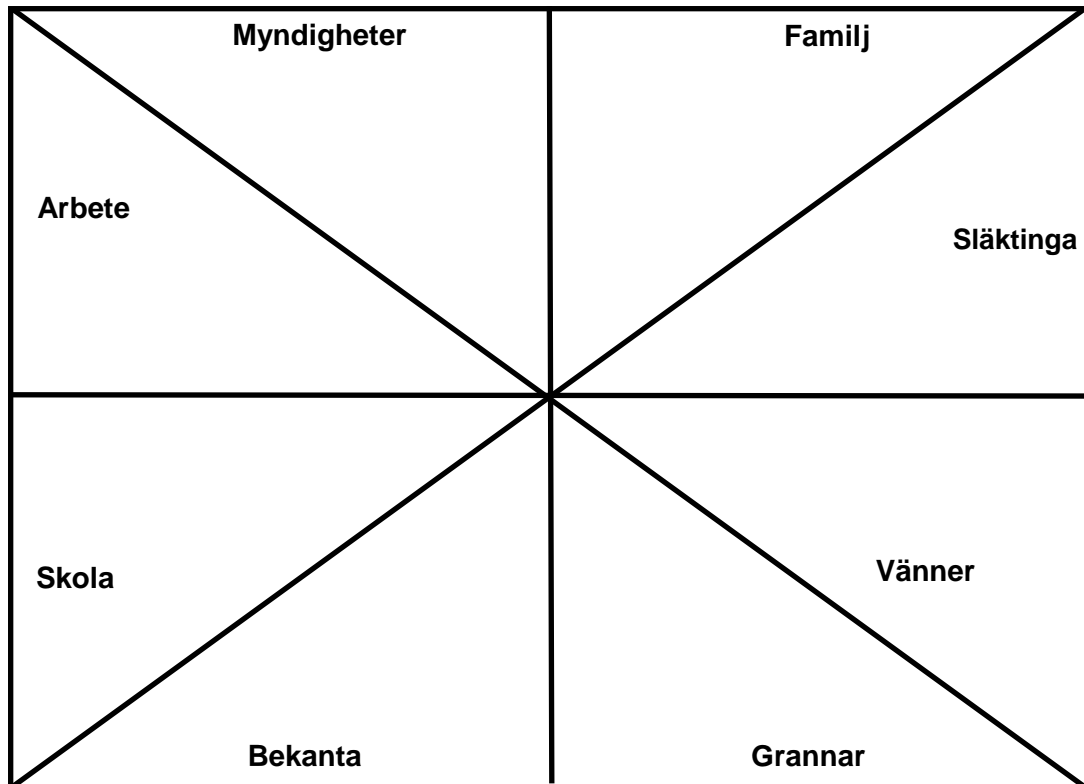 Myndigheter
Familj
Arbete
Släktinga
Skola
Vänner
Bekanta
Grannar